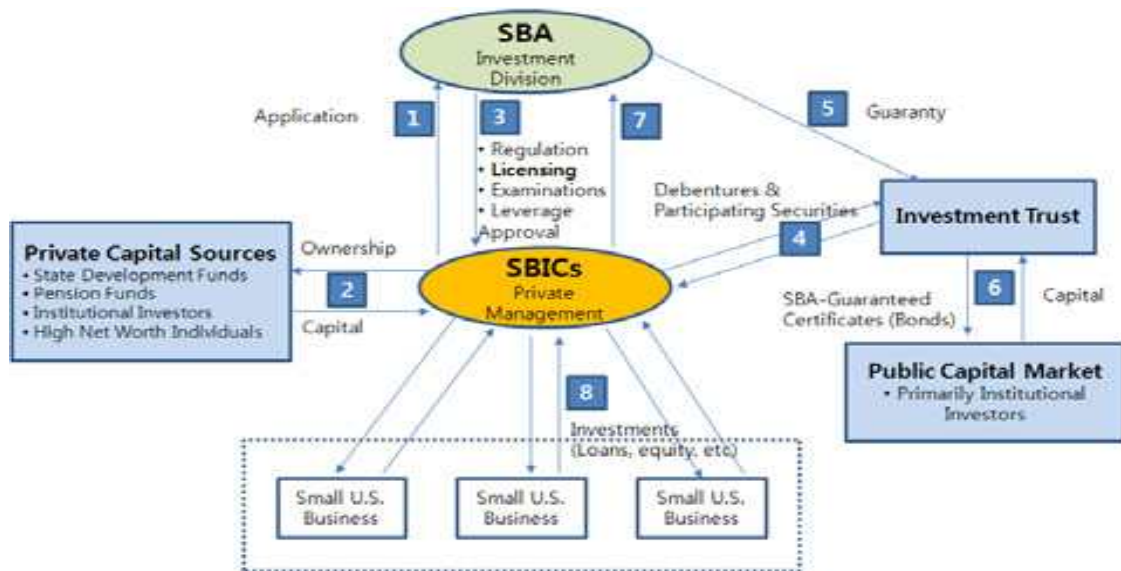 SBA
Investment
Division
Application
1
3
7
5
Guaranty
• Regulation
• Licensing
• Examinations
• Leverage
Approval
Debentures &
Participating Securities
4
Investment Trust
Private Capital Sources
• State Development Funds
• Pension Funds
• Institutional Investors
• High Net Worth Individuals
Ownership
2
Capital
SBICs
Private
Management
SBA-Guaranteed
Certificates (Bonds)
6
Capital
Public Capital Market
• Primarily Institutional
Investors
8
Investments
(Loans, equity, etc)
Small U.S.
Business
Small U.S.
Business
Small U.S.
Business